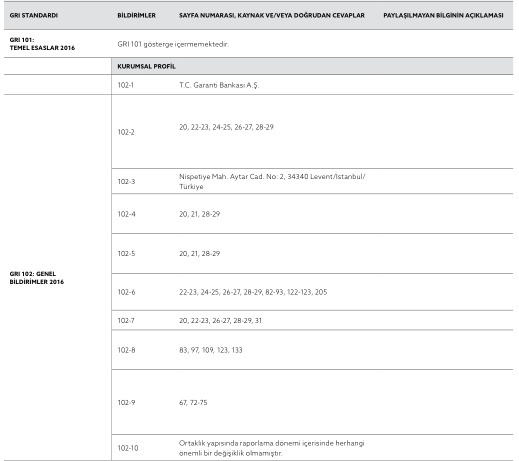 GRI STANDARDI BİLDİRİMLER SAYFA NUMARASI, KAYNAK VE/VEYA DOĞRUDAN CEVAPLAR PAYLAŞILMAYAN BİLGİNİN AÇIKLAMASI
GRI 101:
TEMEL ESASLAR 2016
GRI 101 gösterge içermemektedir.
KURUMSAL PROFİL
102-1 T.C. Garanti Bankası A.Ş.
102-2 20, 22-23, 24-25, 26-27, 28-29
102-3 Nispetiye Mah. Aytar Cad. No: 2, 34340 Levent/İstanbul/
Türkiye
102-4 20, 21, 28-29
102-5 20, 21, 28-29
GRI 102: GENEL
BİLDİRİMLER 2016
102-6 22-23, 24-25, 26-27, 28-29, 82-93, 122-123, 205
102-7 20, 22-23, 26-27, 28-29, 31
102-8 83, 97, 109, 123, 133
102-9 67, 72-75
102-10 Ortaklık yapısında raporlama dönemi içerisinde herhangi
önemli bir değişiklik olmamıştır.